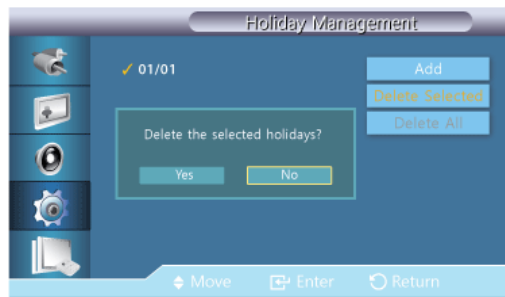 Holiday Management
✓ 01/01
Add
Delete Selected
Delete All
Delete the selected holidays?
Yes
No
Move
Enter
Return